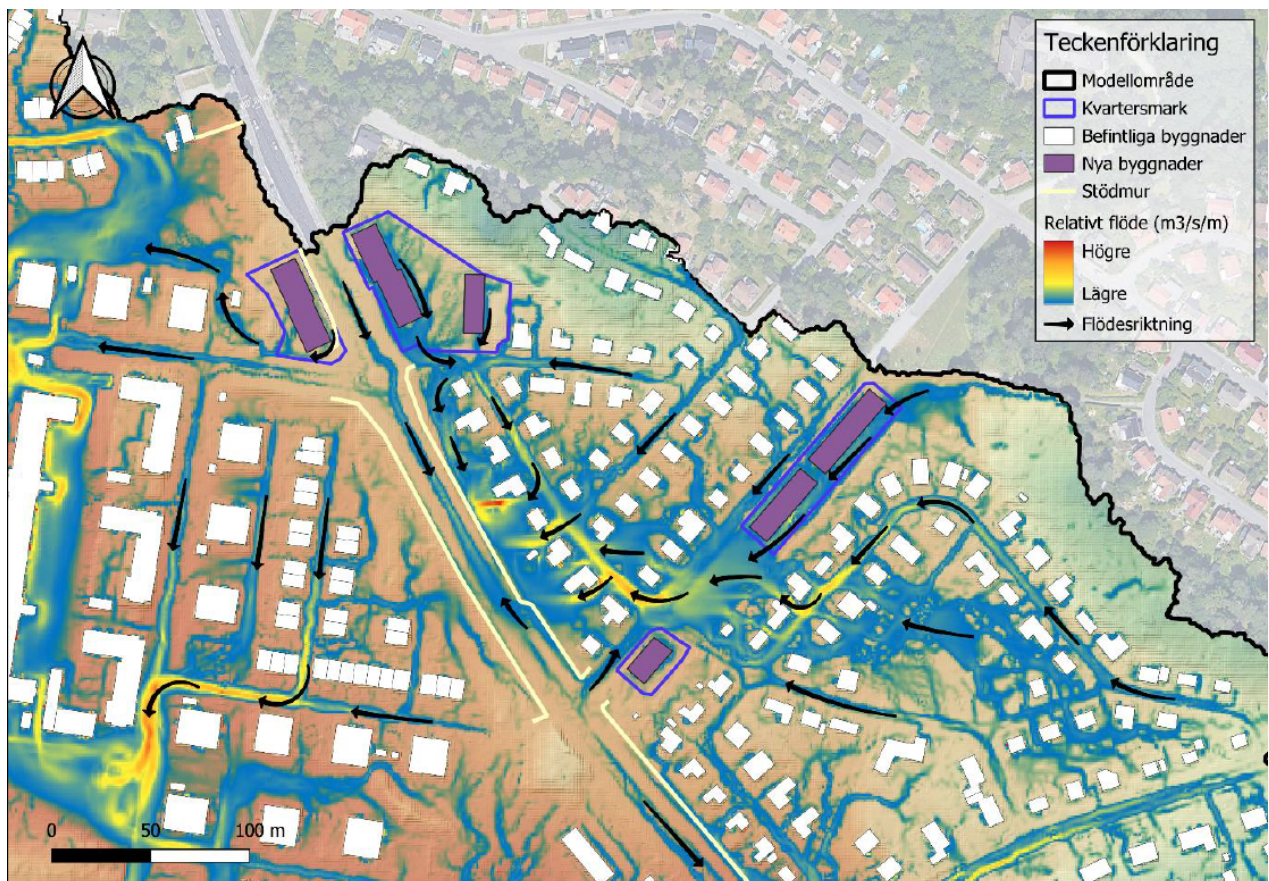 Teckenförklaring
Modellområde
Kvartersmark
Befintliga byggnader
Nya byggnader
Stödmur
Relativt flöde (m3/s/m)
Högre
Lägre
Flödesriktning
0 50 100 m